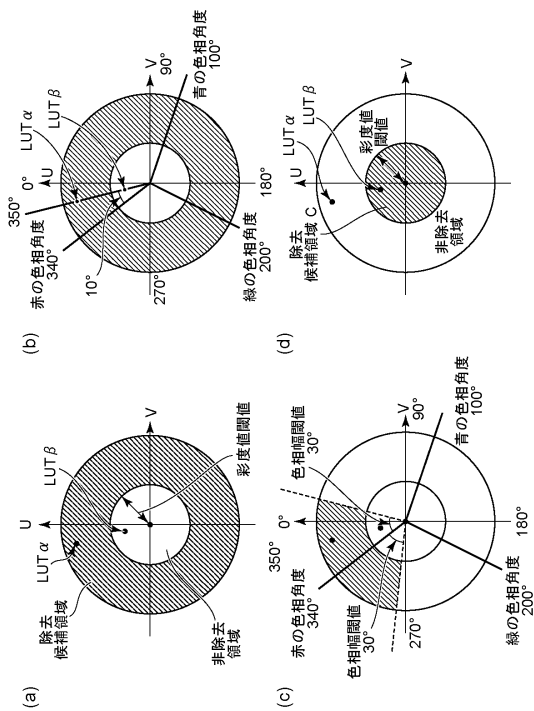 (a)
U
V
LUTα
LUTβ
除去
候補領域
非除去
領域
彩度値閾値
(b)
350°
0°
U
LUTα
LUTβ
V
90°
青の色相角度
100°
赤の色相角度
340°
10°
270°
緑の色相角度
200°
180°
(c)
350°
0°
色相幅閾値
30°
V
90°
青の色相角度
100°
赤の色相角度
340°
色相幅閾値
30°
270°
緑の色相角度
200°
180°
(d)
U
LUTα
LUTβ
彩度値
閾値
V
除去
候補領域 C
非除去
領域